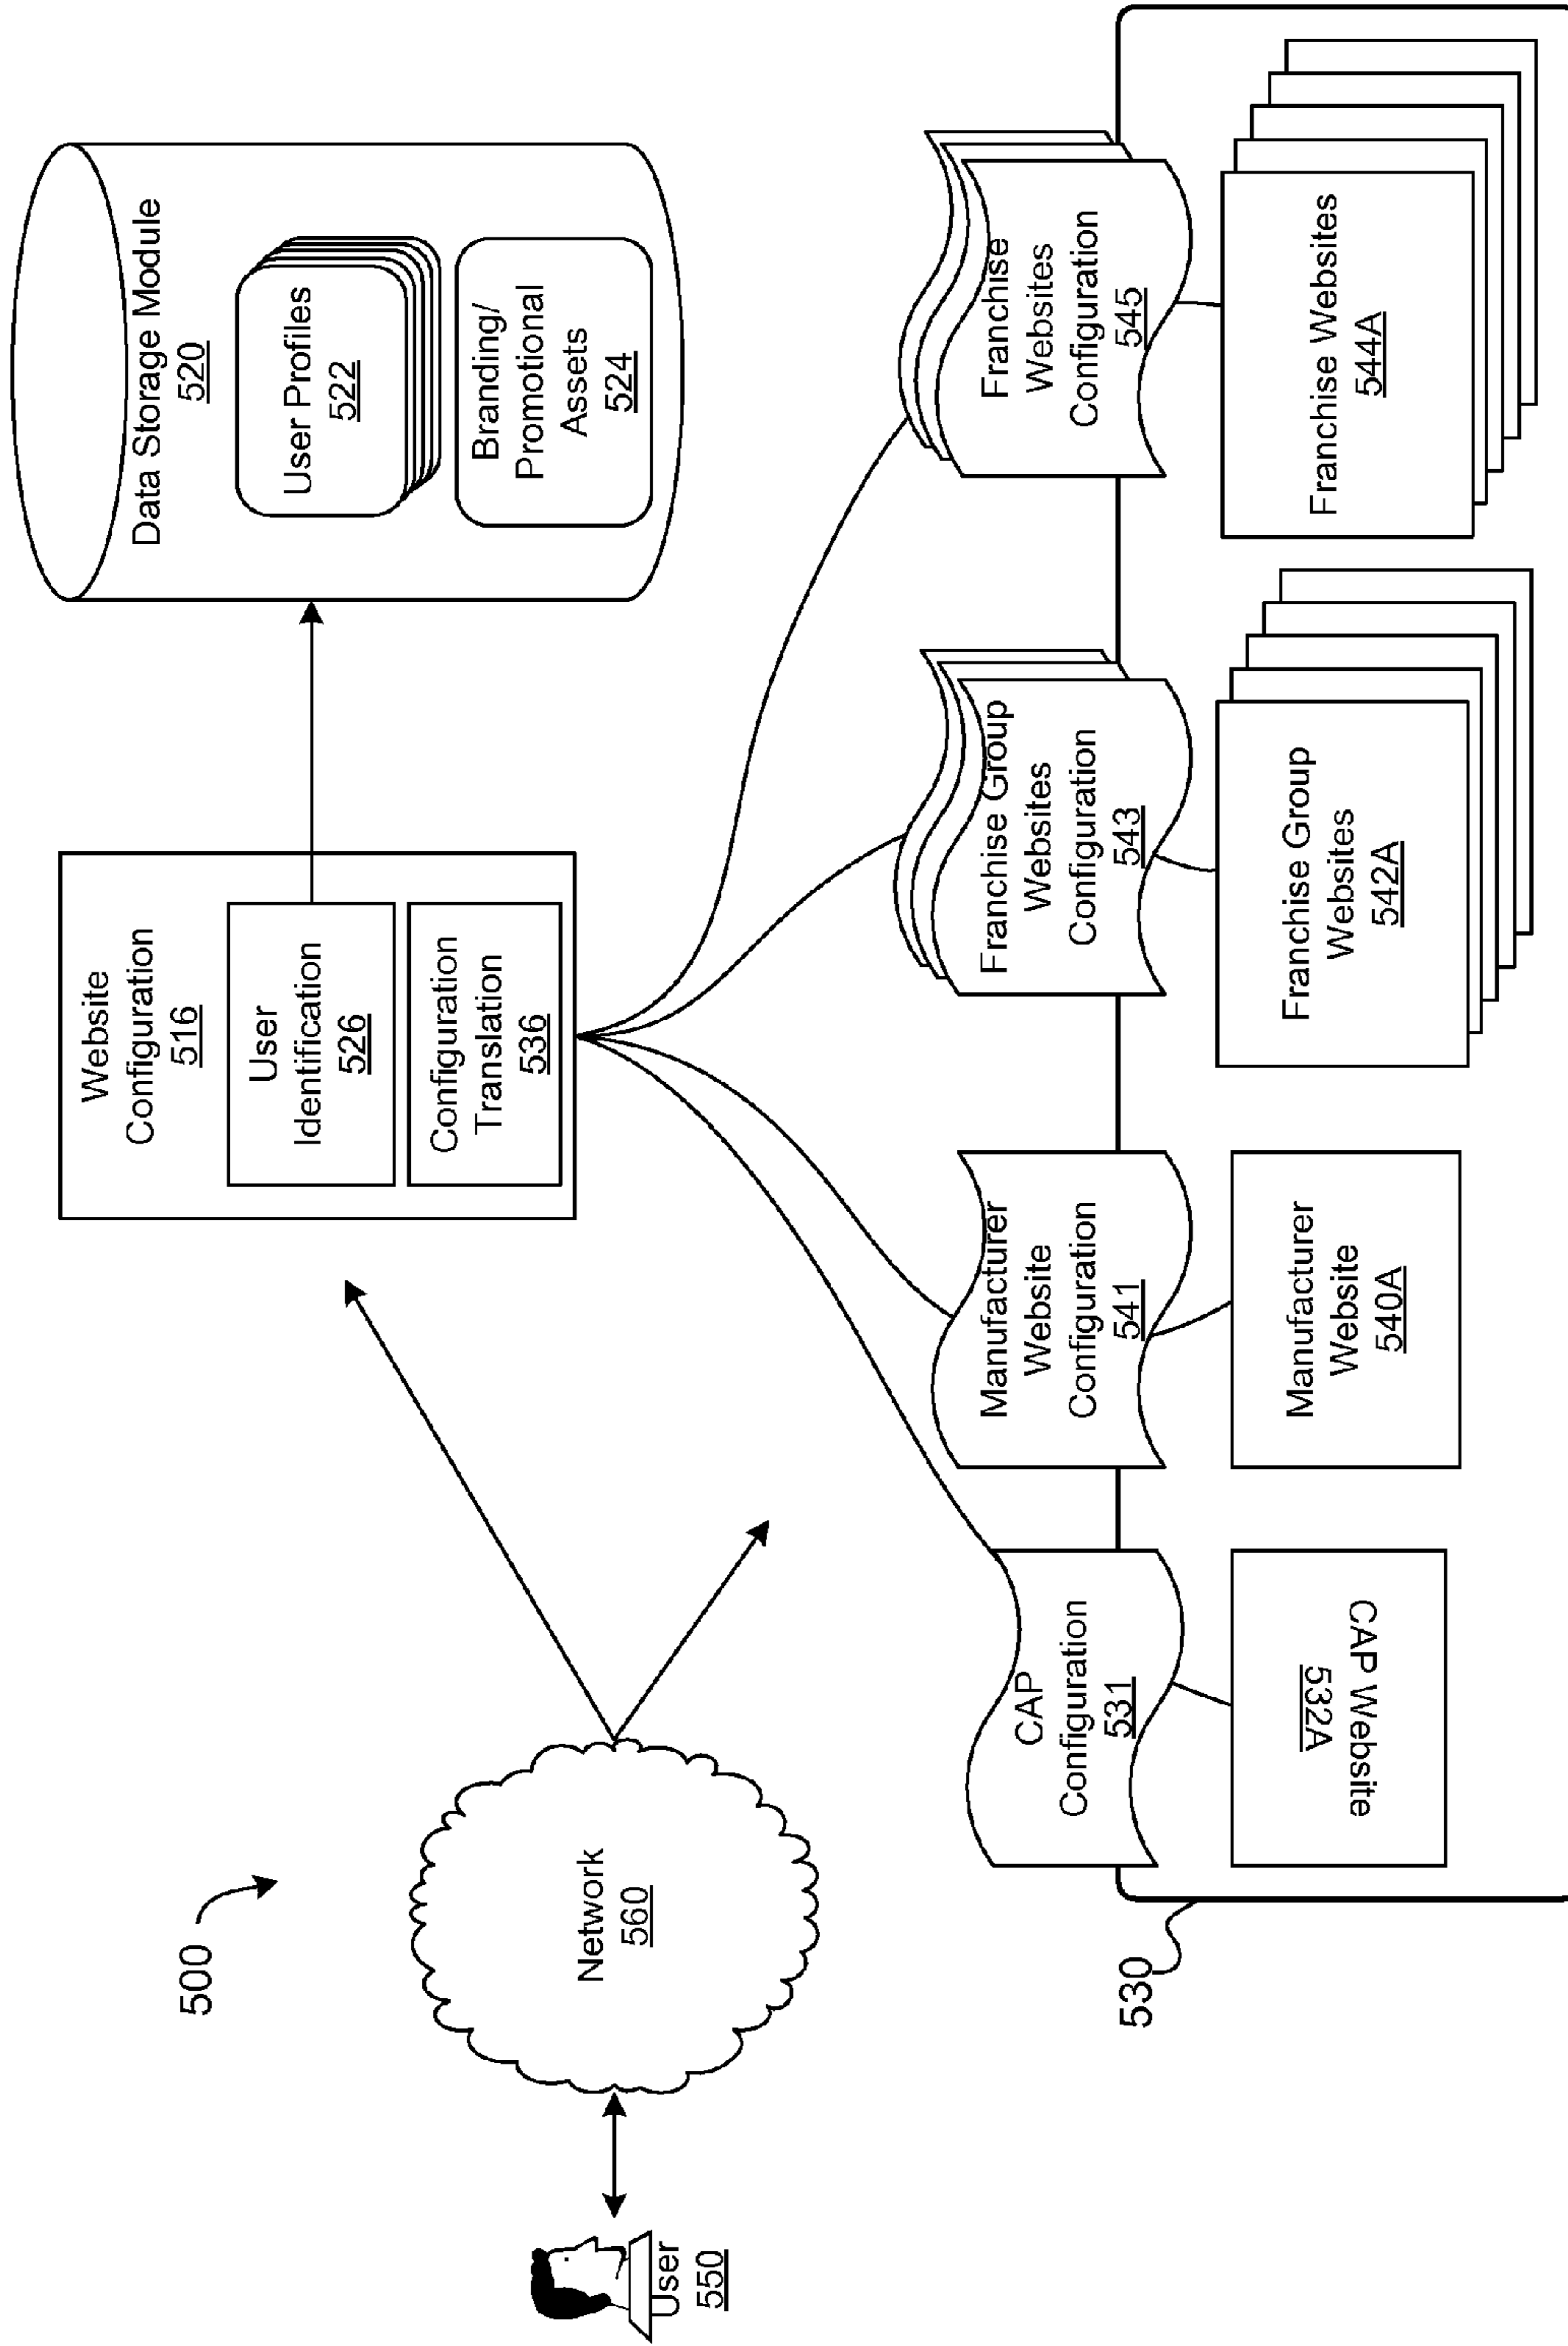 500
Data Storage Module
520
User Profiles
522
Branding/
Promotional
Assets
524
Website
Configuration
516
User
Identification
526
Configuration
Translation
536
Network
560
User
550
530
CAP
Configuration
531
Manufacturer
Website
Configuration
541
Franchise Group
Websites
Configuration
543
Franchise
Websites
Configuration
545
CAP Website
532A
Manufacturer
Website
540A
Franchise Group
Websites
542A
Franchise Websites
544A